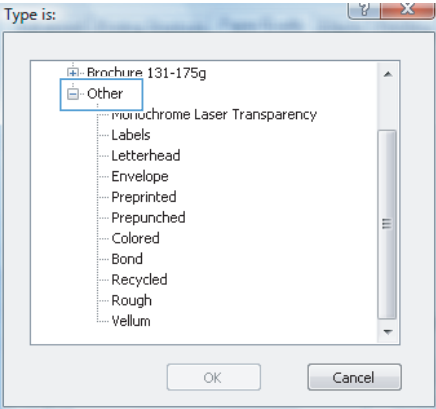 Type is:
Brochure 131-175g
Other
Monochrome Laser Transparency
Labels
Letterhead
Envelope
Preprinted
Prepunched
Colored
Bond
Recycled
Rough
Vellum
OK
Cancel